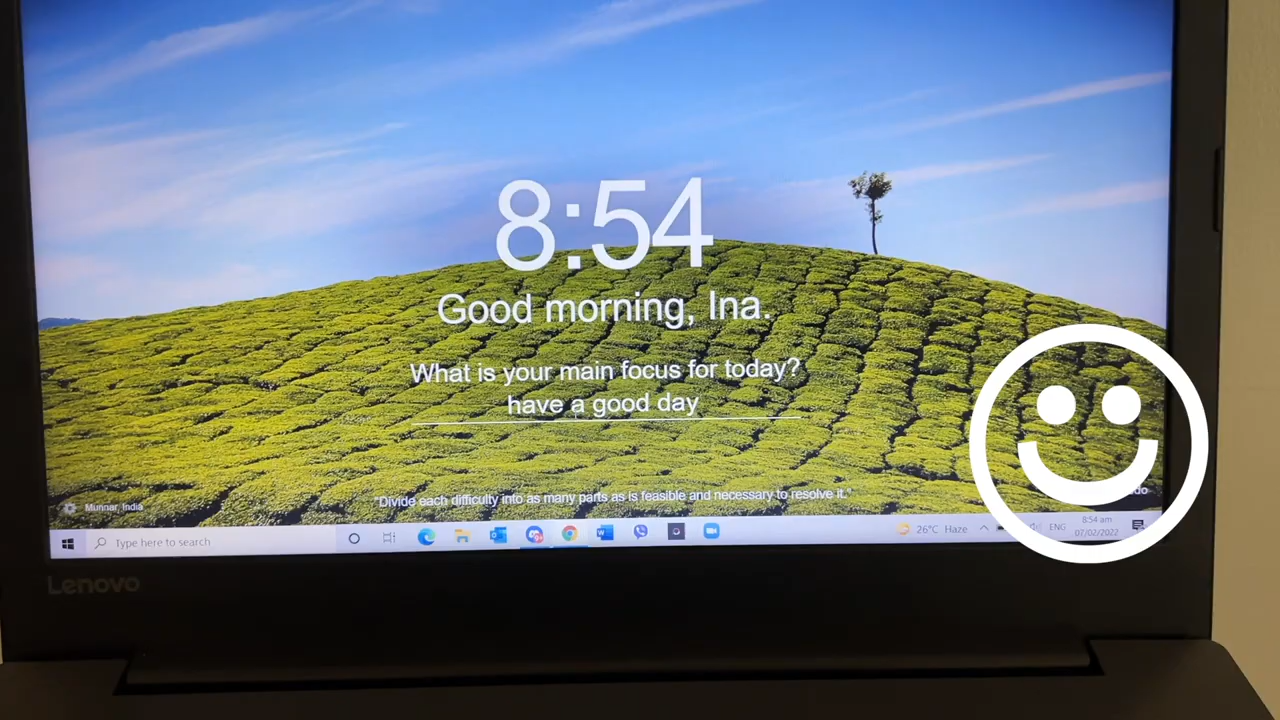 8:54
Good morning, Ina.
What is your main focus for today?
have a good day
"Divide each difficulty into as many parts as is feasible and necessary to resolve it."
Munnar, India
Type here to search
26°C Haze
ENG
8:54 am
07/02/2022
Lenovo